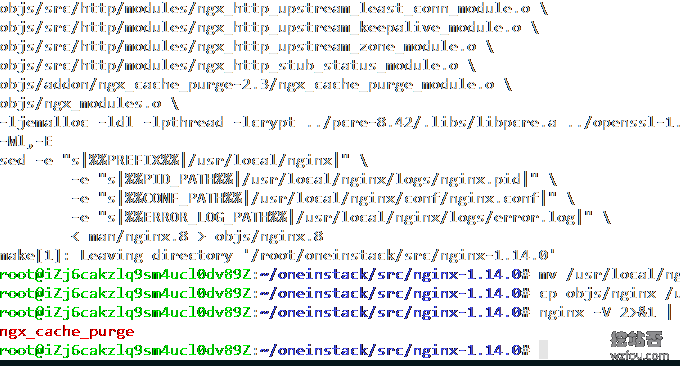 objs/src/http/modules/ngx_http_upstream_least_conn_module.o \
objs/src/http/modules/ngx_http_upstream_keepalive_module.o \
objs/src/http/modules/ngx_http_upstream_zone_module.o \
objs/src/http/modules/ngx_http_stub_status_module.o \
objs/addon/ngx_cache_purge-2.3/ngx_cache_purge_module.o \
objs/ngx_modules.o \
-ljemalloc -ldl -lpthread -lcrypt ../pcre-8.42/.libs/libpcre.a ../openssl-1.
-Wl,-E
sed -e "s|%%PREFIX%%|/usr/local/nginx|" \
-e "s|%%PID_PATH%%|/usr/local/nginx/logs/nginx.pid|" \
-e "s|%%CONF_PATH%%|/usr/local/nginx/conf/nginx.conf|" \
-e "s|%%ERROR_LOG_PATH%%|/usr/local/nginx/logs/error.log|" \
< man/nginx.8 > objs/nginx.8
make[1]: Leaving directory "/root/oneinstack/src/nginx-1.14.0"
root@iZj6cakzlq9sm4ucl0dv89Z:~/oneinstack/src/nginx-1.14.0# mv /usr/local/ng
root@iZj6cakzlq9sm4ucl0dv89Z:~/oneinstack/src/nginx-1.14.0# cp objs/nginx /u
root@iZj6cakzlq9sm4ucl0dv89Z:~/oneinstack/src/nginx-1.14.0# nginx -V 2>&1 |
ngx_cache_purge
root@iZj6cakzlq9sm4ucl0dv89Z:~/oneinstack/src/nginx-1.14.0#
挖站否
wzfou.com